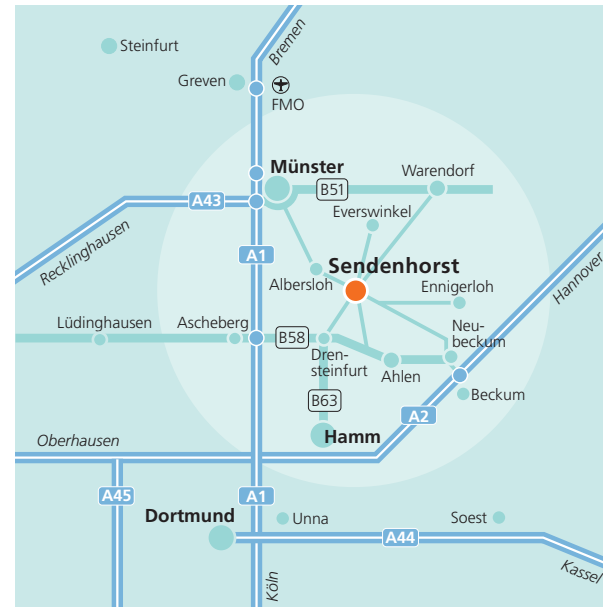 Bremen
Steinfurt
Greven
FMO
Münster
Warendorf
B51
A43
Everswinkel
Recklinghausen
A1
Sendenhorst
Hannover
Albersloh
Ennigerloh
Lüdinghausen
Ascheberg
B58
Neu-
beckum
Dren-
steinfurt
Ahlen
Beckum
B63
A2
Hamm
Oberhausen
A45
A1
Dortmund
Unna
Soest
A44
Köln
Kassel